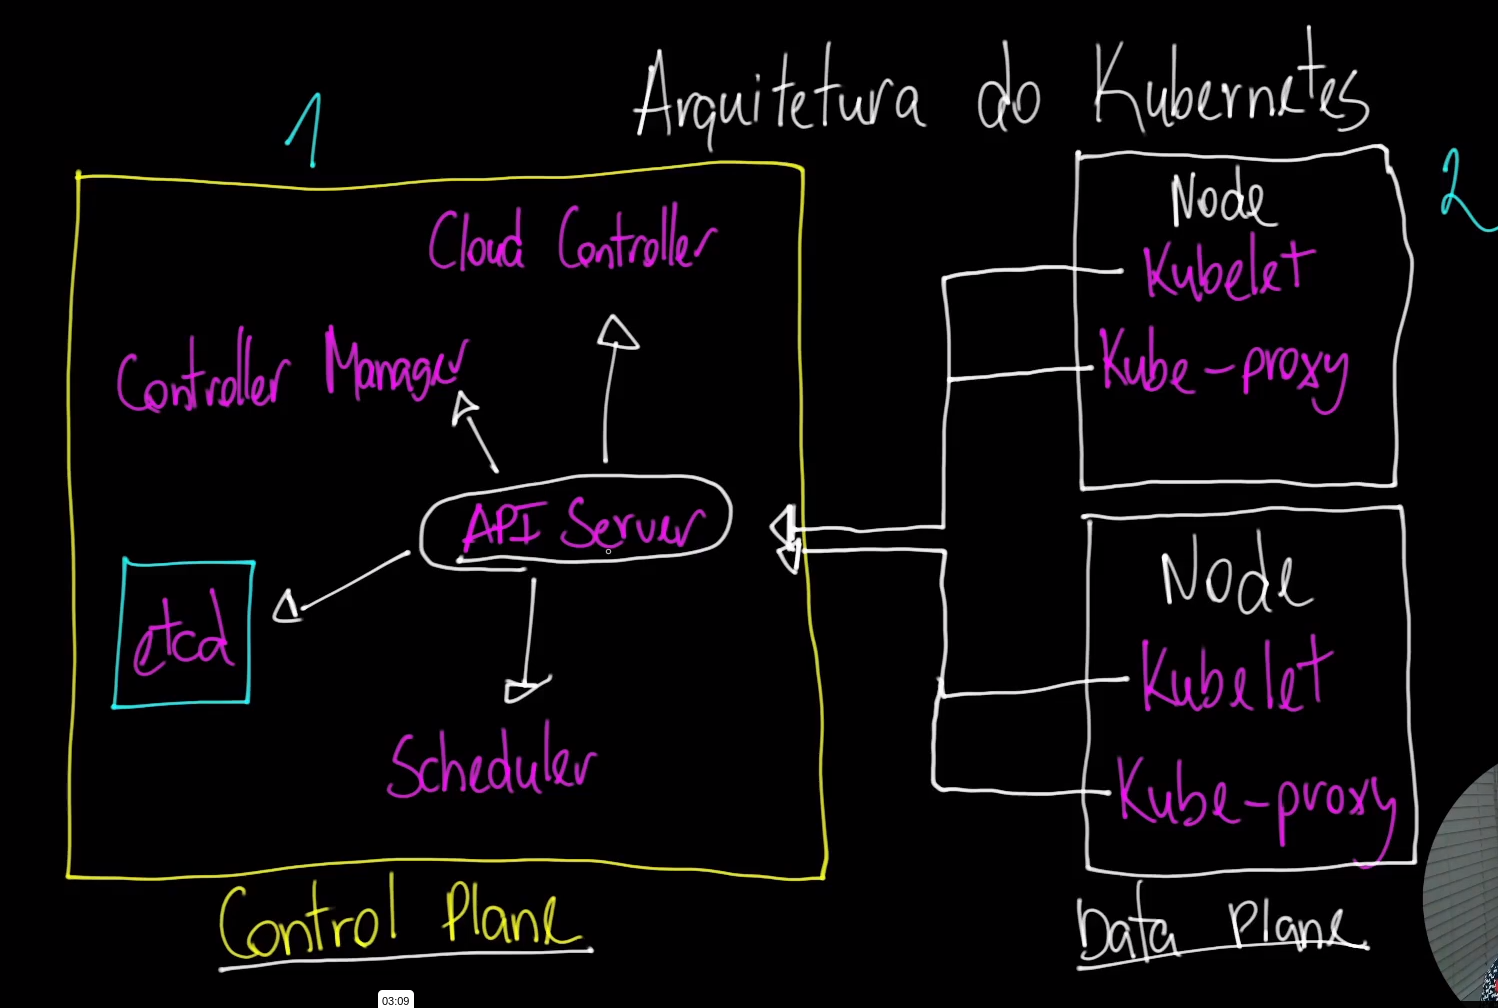 Arquitetura do Kubernetes
1
Cloud Controller
Controller Manager
API Server
etcd
Scheduler
Control Plane
2
Node
Kubelet
Kube-proxy
Node
Kubelet
Kube-proxy
Data Plane
03:09